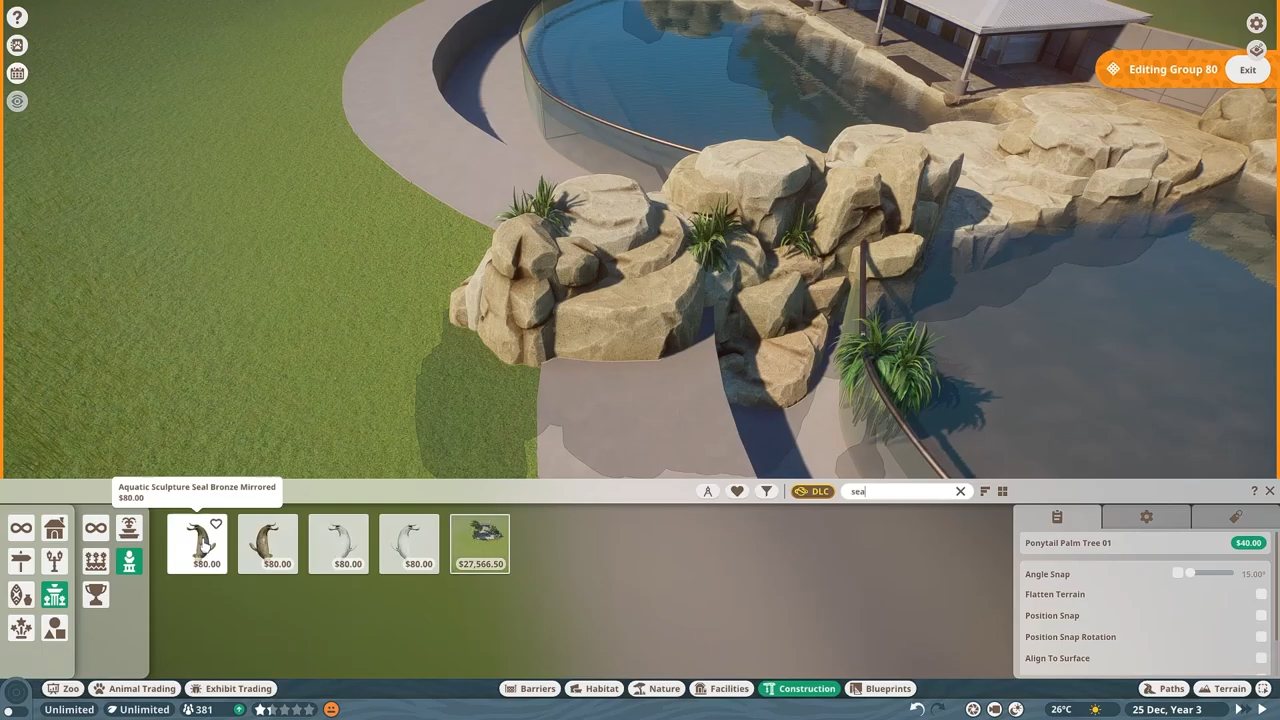 ?
Editing Group 80
Exit
Aquatic Sculpture Seal Bronze Mirrored
$80.00
DLC
sea
?
$80.00
$80.00
$80.00
$80.00
$27,566.50
Ponytail Palm Tree 01
$40.00
Angle Snap
15.00°
Flatten Terrain
Position Snap
Position Snap Rotation
Align To Surface
Zoo
Animal Trading
Exhibit Trading
Barriers
Habitat
Nature
Facilities
Construction
Blueprints
Paths
Terrain
Unlimited
Unlimited
381
26°C
25 Dec, Year 3